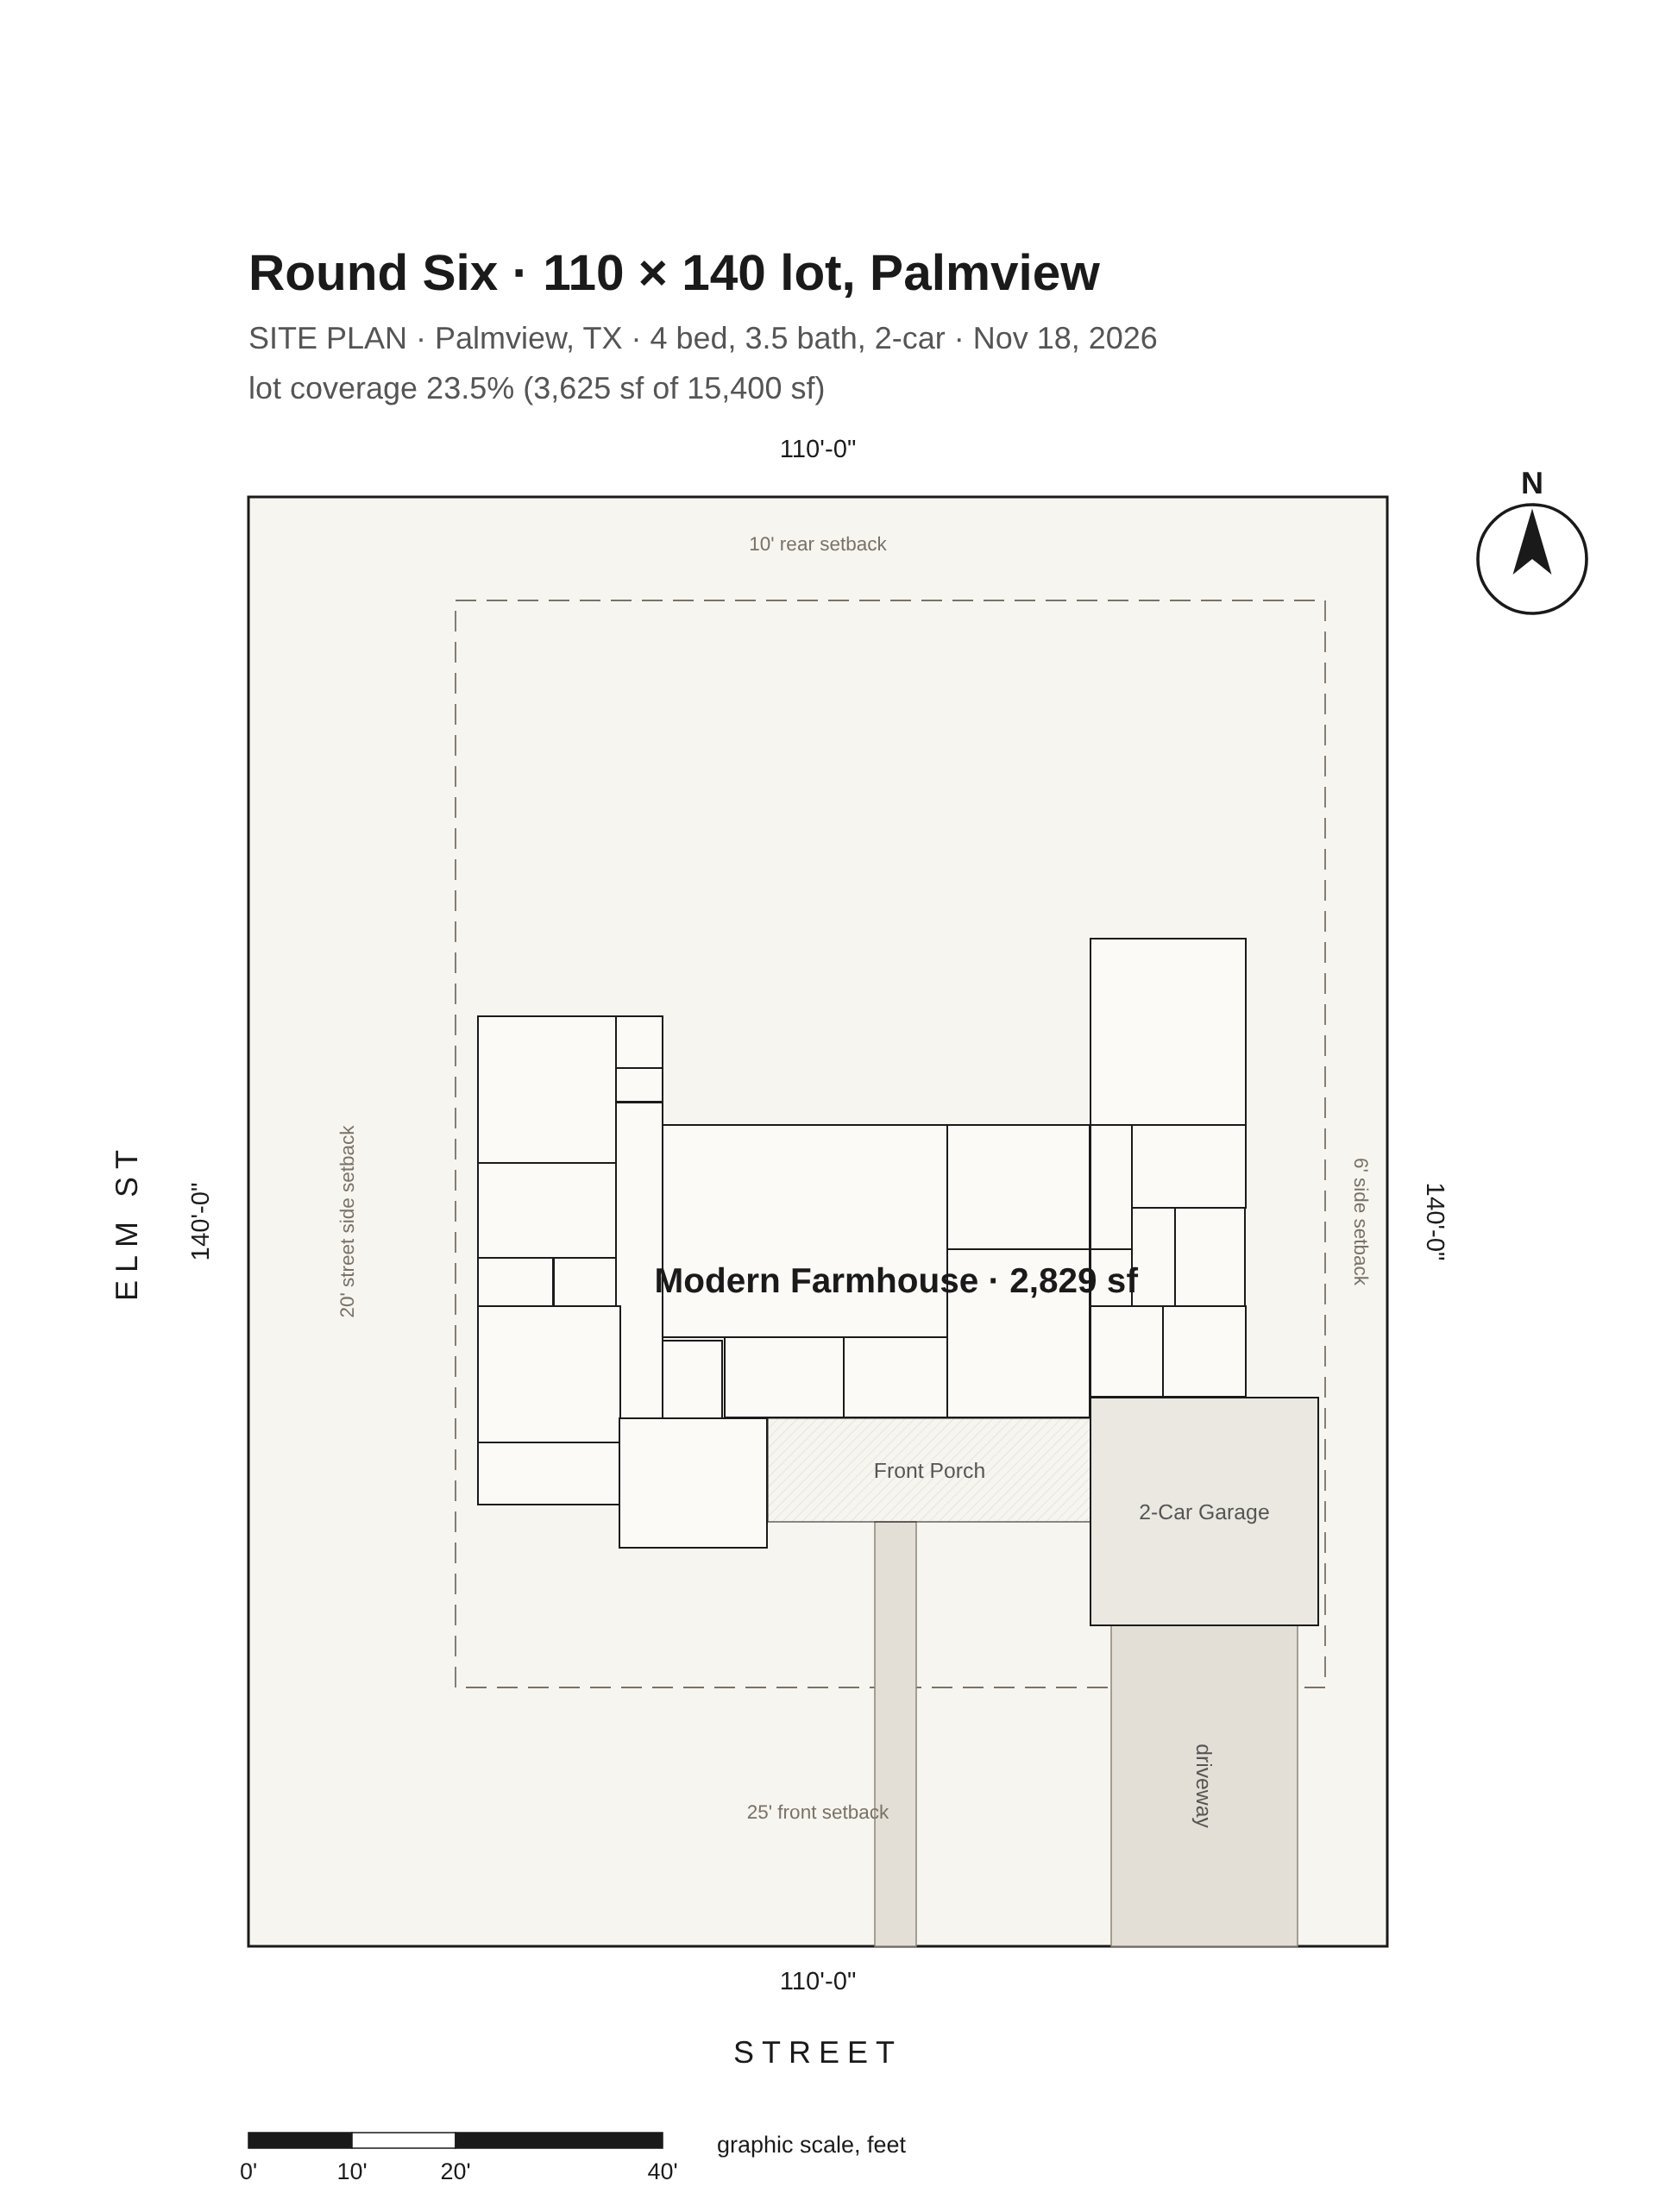 Round Six · 110 × 140 lot, Palmview
SITE PLAN · Palmview, TX · 4 bed, 3.5 bath, 2-car · Nov 18, 2026
lot coverage 23.5% (3,625 sf of 15,400 sf)
110'-0"
N
10' rear setback
ELM ST
140'-0"
20' street side setback
6' side setback
140'-0"
Modern Farmhouse · 2,829 sf
Front Porch
2-Car Garage
driveway
25' front setback
110'-0"
STREET
graphic scale, feet
0' 10' 20' 40'